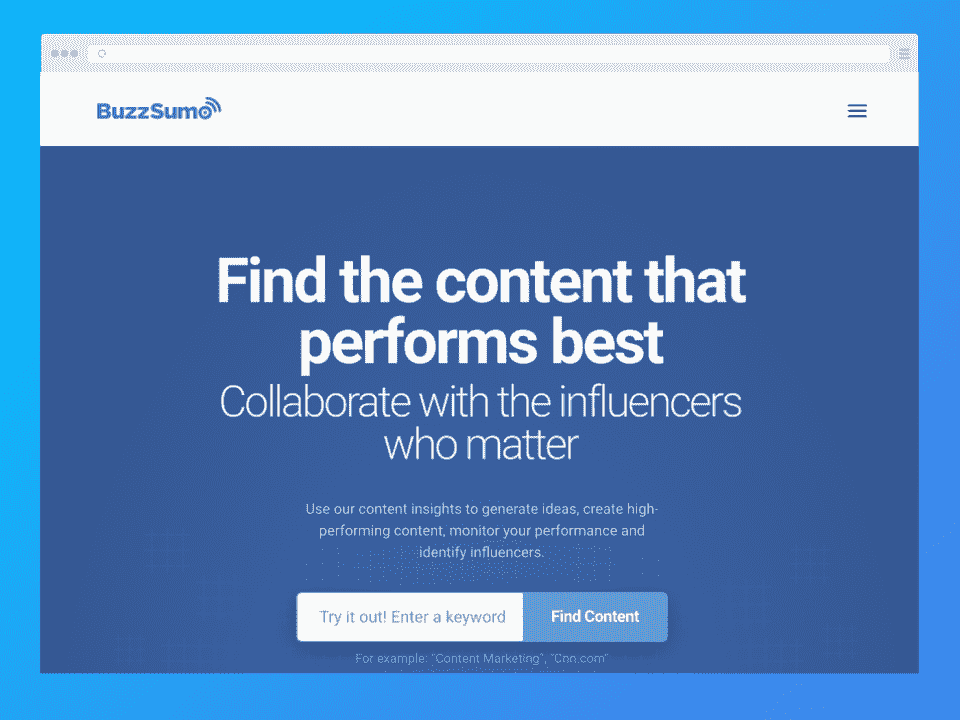 BuzzSumo
Find the content that
performs best
Collaborate with the influencers
who matter
Use our content insights to generate ideas, create high-
performing content, monitor your performance and
identify influencers.
Try it out! Enter a keyword
Find Content
For example: "Content Marketing", "Cnn.com"